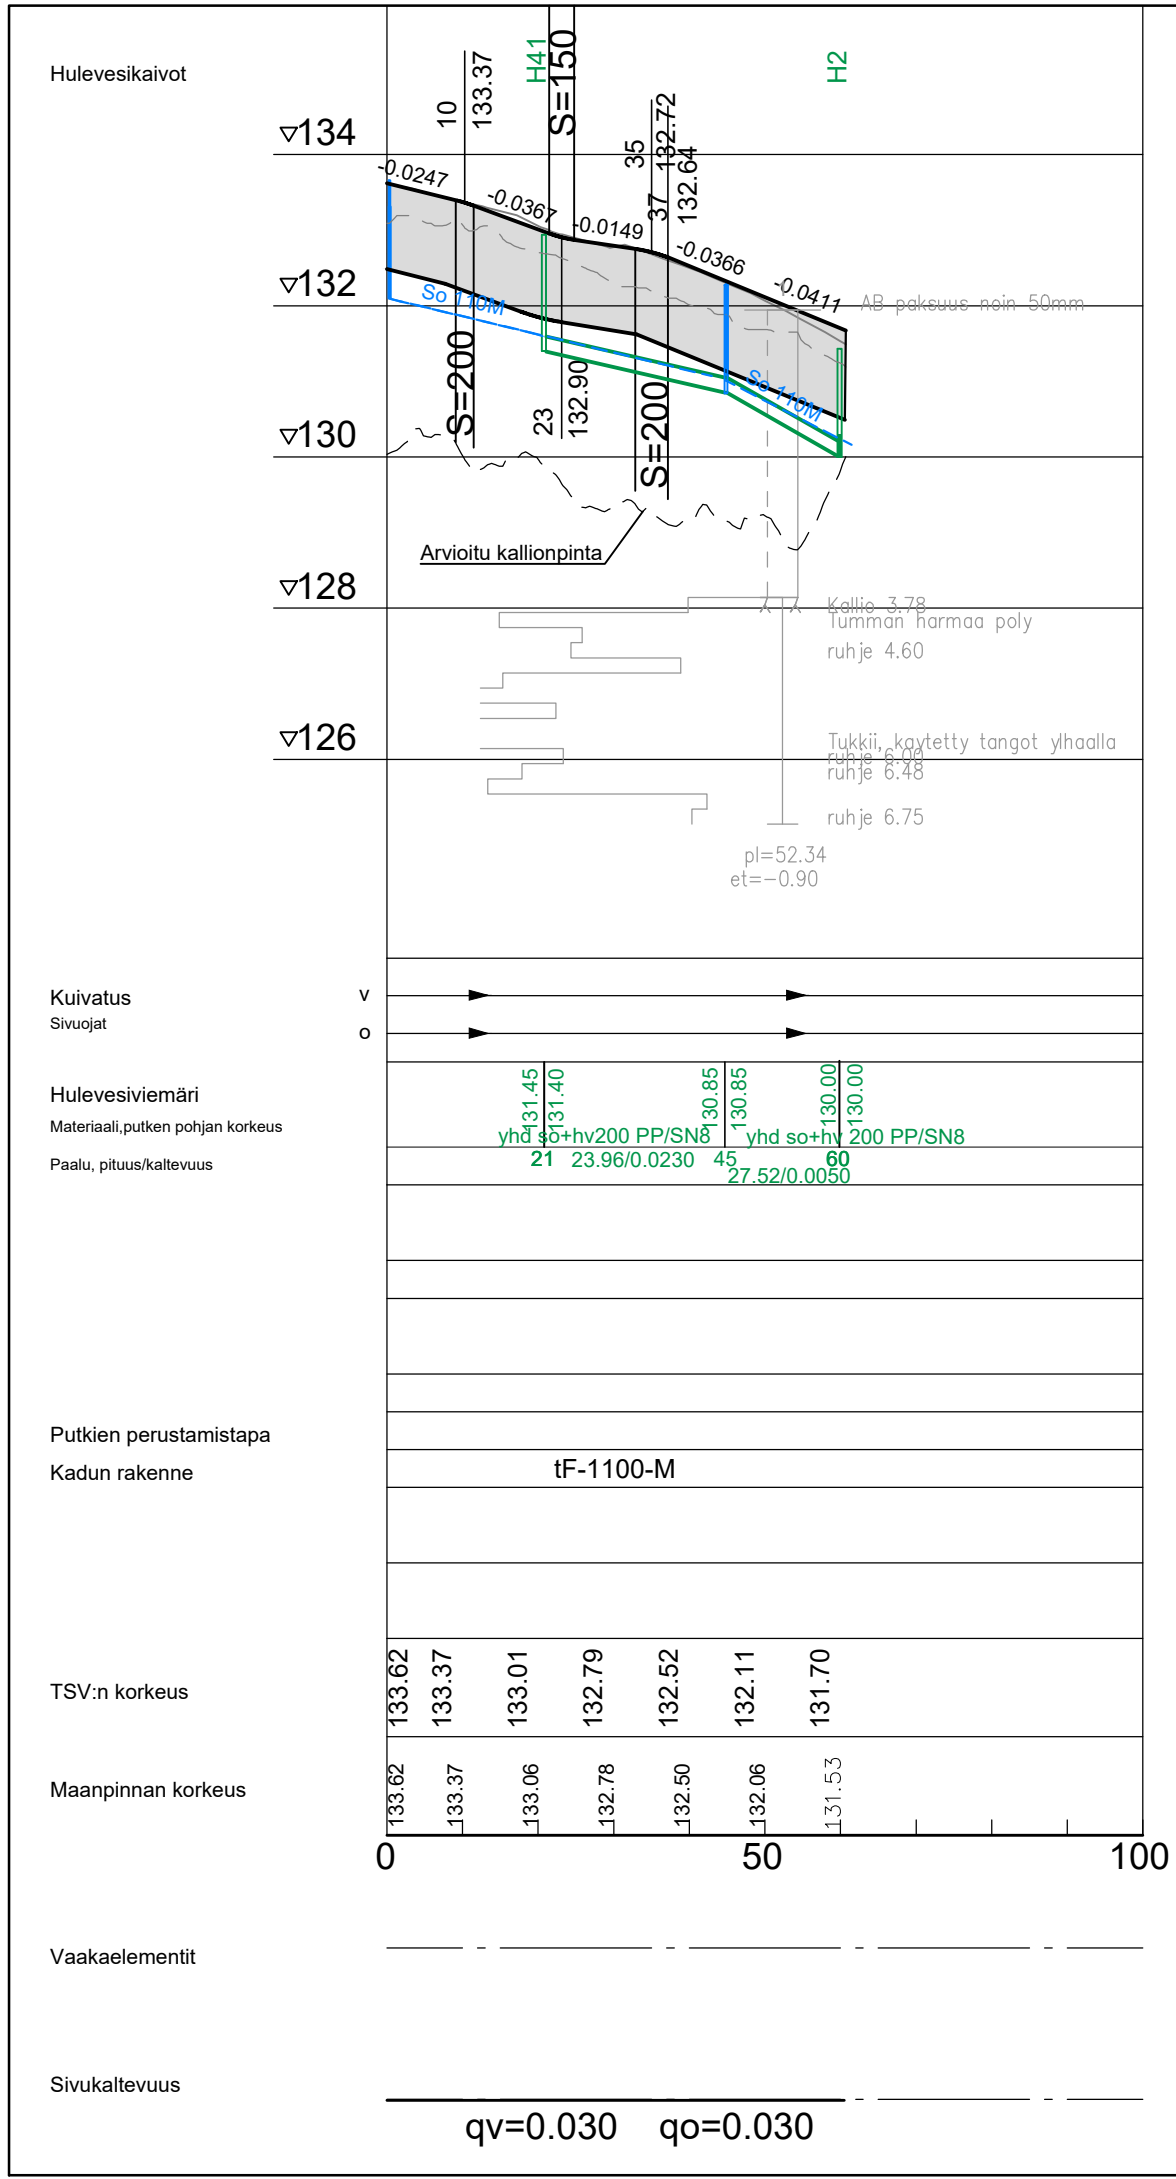 Hulevesikaivot
H41
S=150
H2
10
133.37
35
132.72
37
132.64
▽134
-0.0247
-0.0367
-0.0149
-0.0366
-0.0411
▽132
So 110M
AB paksuus noin 50mm
S=200
23
132.90
S=200
So 110M
▽130
Arvioitu kallionpinta
▽128
Kallio 3.78
Tumman harmaa poly
ruhje 4.60
▽126
Tukkii, kaytetty tangot ylhaalla
ruhje 6.00
ruhje 6.48
ruhje 6.75
pl=52.34
et=-0.90
Kuivatus
v
Sivuojat
o
Hulevesiviemäri
131.45
131.40
130.85
130.85
130.00
130.00
Materiaali,putken pohjan korkeus
yhd so+hv200 PP/SN8
yhd so+hv 200 PP/SN8
Paalu, pituus/kaltevuus
21
23.96/0.0230
45
60
27.52/0.0050
Putkien perustamistapa
Kadun rakenne
tF-1100-M
TSV:n korkeus
133.62
133.37
133.01
132.79
132.52
132.11
131.70
Maanpinnan korkeus
133.62
133.37
133.06
132.78
132.50
132.06
131.53
0
50
100
Vaakaelementit
Sivukaltevuus
qv=0.030
qo=0.030